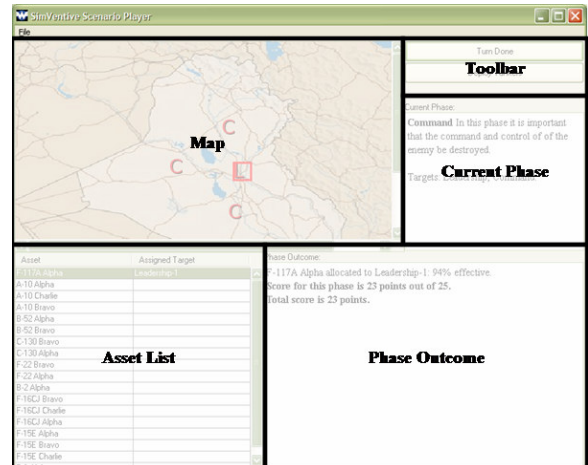 SimVentive Scenario Player
File
Turn Done
Toolbar
Current Phase:
Command In this phase it is important
that the command and control of of the
enemy be destroyed.
Targets: Leadership, Command
Current Phase
Map
C
C
L
C
Asset Assigned Target
F-117A Alpha Leadership-1
A-10 Alpha
A-10 Charlie
A-10 Bravo
B-52 Alpha
B-52 Bravo
C-130 Bravo
C-130 Alpha
F-22 Bravo
F-22 Alpha
B-2 Alpha
F-16CJ Bravo
F-16CJ Charlie
F-16CJ Alpha
F-15E Alpha
F-15E Bravo
F-15E Charlie
Asset List
Phase Outcome:
F-117A Alpha allocated to Leadership-1: 94% effective.
Score for this phase is 23 points out of 25.
Total score is 23 points.
Phase Outcome